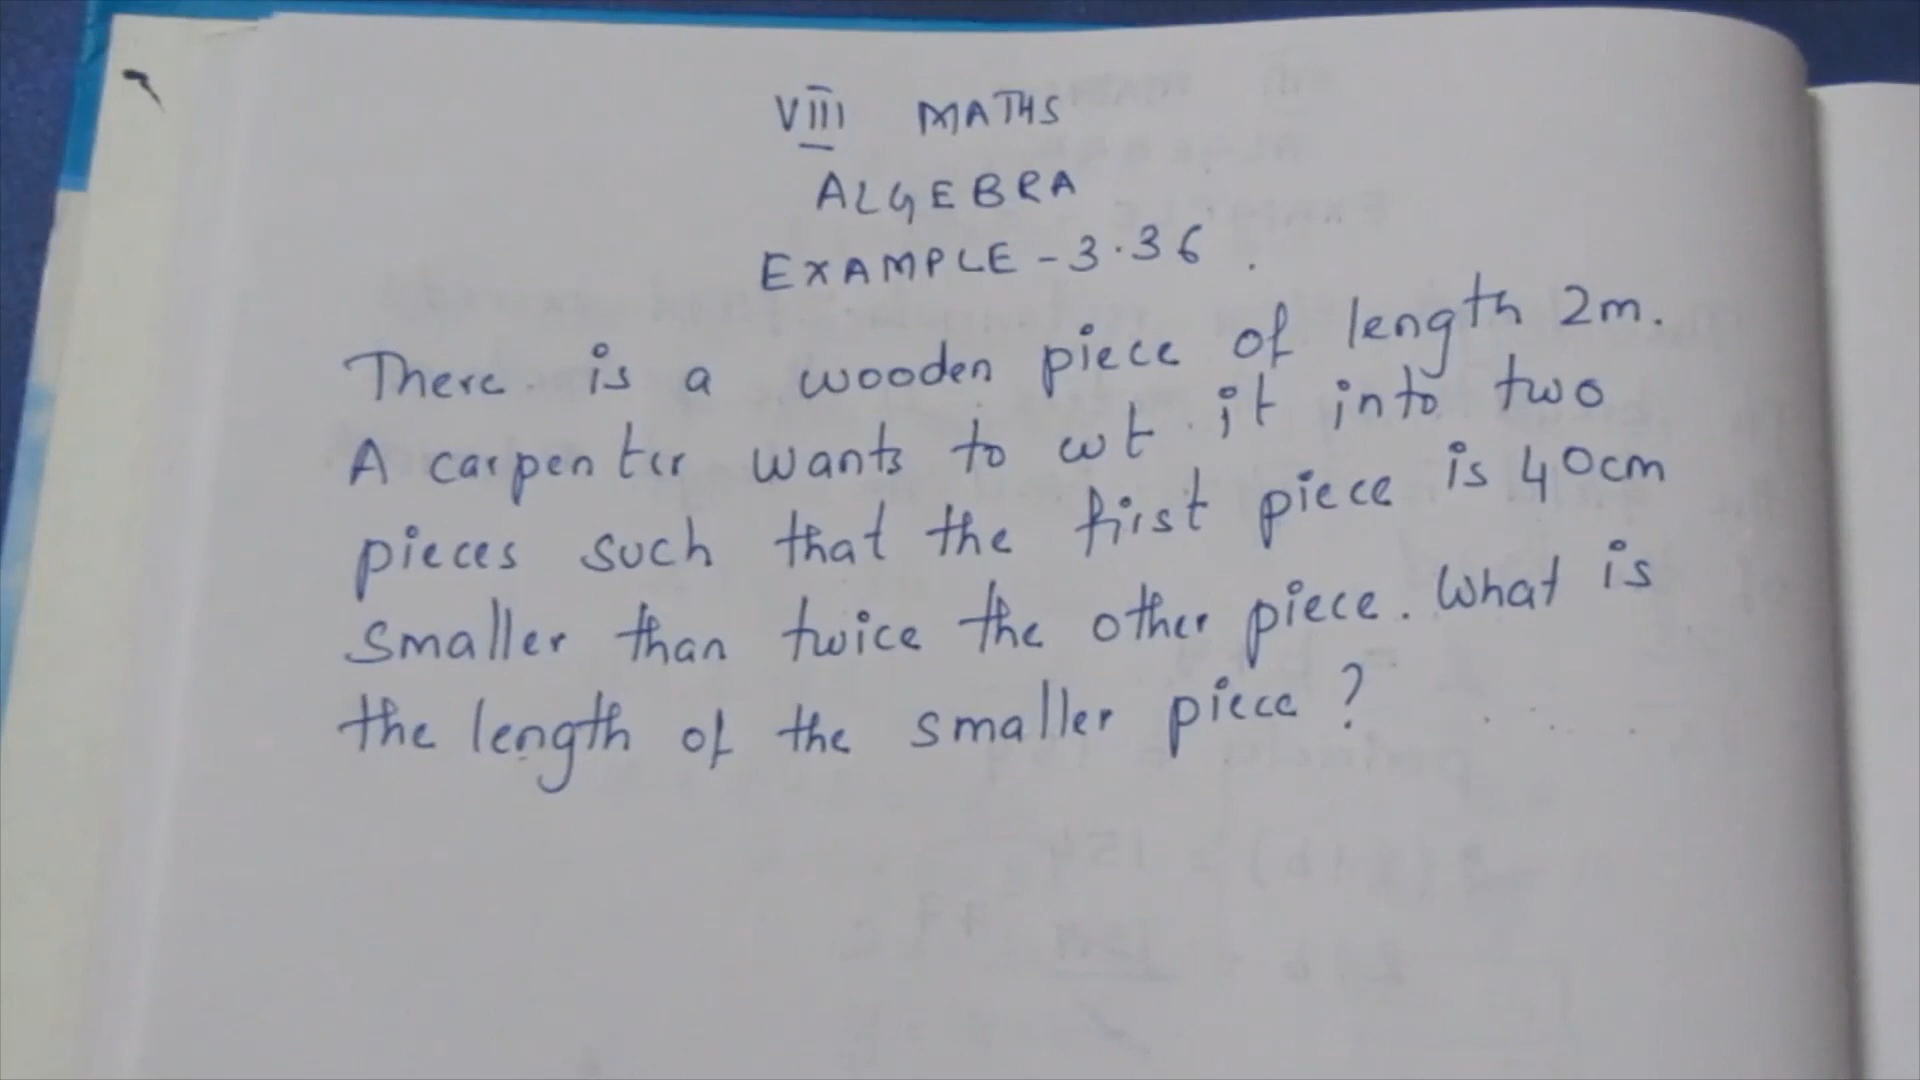 VIII MATHS
ALGEBRA
EXAMPLE - 3.36.
There is a wooden piece of length 2m.
A carpenter wants to cut it into two
pieces such that the first piece is 40cm
smaller than twice the other piece. What is
the length of the smaller piece?